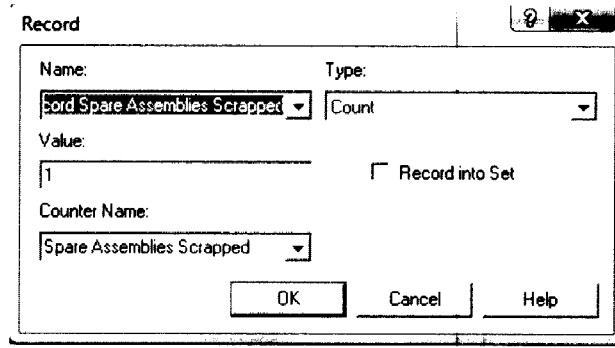 Record
Name:
Type:
cord Spare Assemblies Scrapped
Count
Value:
1
Record into Set
Counter Name:
Spare Assemblies Scrapped
OK
Cancel
Help